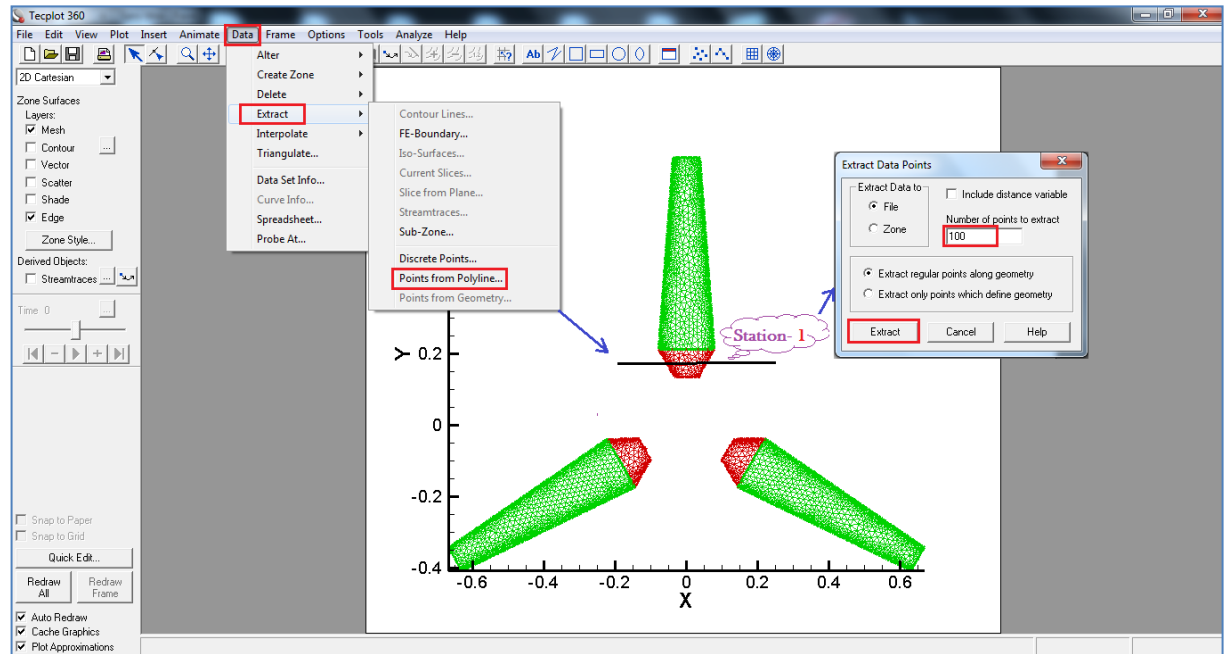 Tecplot 360
File Edit View Plot Insert Animate Data Frame Options Tools Analyze Help
Ab
2D Cartesian
Zone Surfaces
Layers:
Mesh
Contour ...
Vector
Scatter
Shade
Edge
Zone Style...
Derived Objects:
Streamtraces ...
Time 0 ...
Snap to Paper
Snap to Grid
Quick Edit...
Redraw All
Redraw Frame
Auto Redraw
Cache Graphics
Plot Approximations
Alter
Create Zone
Delete
Extract
Interpolate
Triangulate...
Data Set Info...
Curve Info...
Spreadsheet...
Probe At...
Contour Lines...
FE-Boundary...
Iso-Surfaces...
Current Slices...
Slice from Plane...
Streamtraces...
Sub-Zone...
Discrete Points...
Points from Polyline...
Points from Geometry...
Station- 1
Extract Data Points
Extract Data to
File
Zone
Include distance variable
Number of points to extract
100
Extract regular points along geometry
Extract only points which define geometry
Extract Cancel Help
Y
0.2
0
-0.2
-0.4
-0.6 -0.4 -0.2 0 0.2 0.4 0.6
X